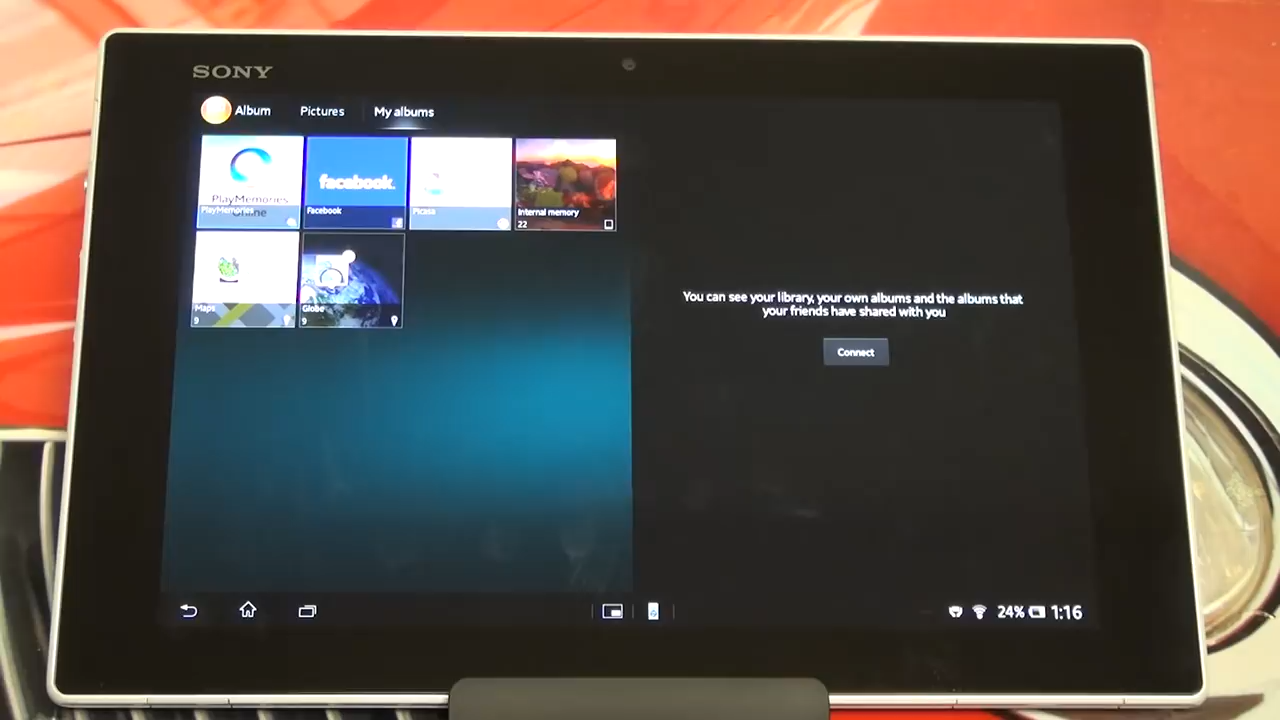 SONY
Album Pictures My albums
PlayMemories
Online
PlayMemories
facebook.
Facebook
Picasa
Internal memory
22
Maps
9
Globe
9
You can see your library, your own albums and the albums that
your friends have shared with you
Connect
24% 1:16